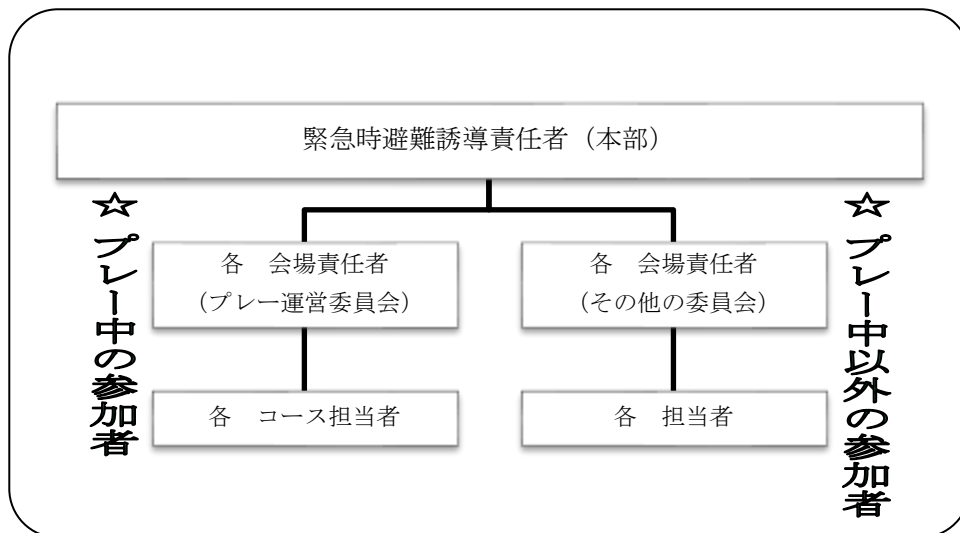 緊急時避難誘導責任者（本部）
☆プレー中の参加者
各　会場責任者
（プレー運営委員会）
各　コース担当者
各　会場責任者
（その他の委員会）
各　担当者
☆プレー中以外の参加者